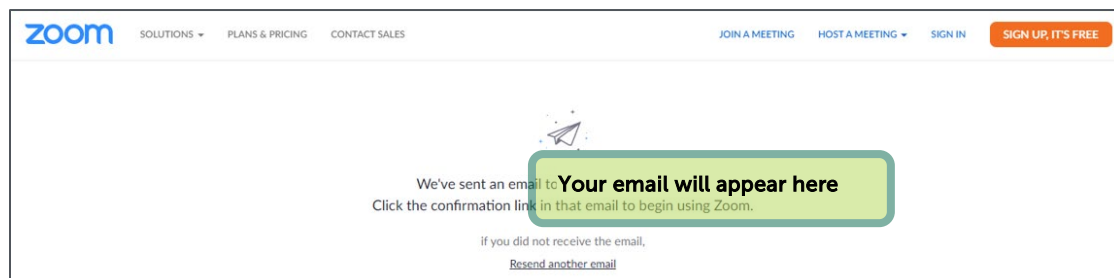 zoom SOLUTIONS PLANS & PRICING CONTACT SALES JOIN A MEETING HOST A MEETING SIGN IN SIGN UP, IT'S FREE
We've sent an email to Your email will appear here
Click the confirmation link in that email to begin using Zoom.
if you did not receive the email,
Resend another email